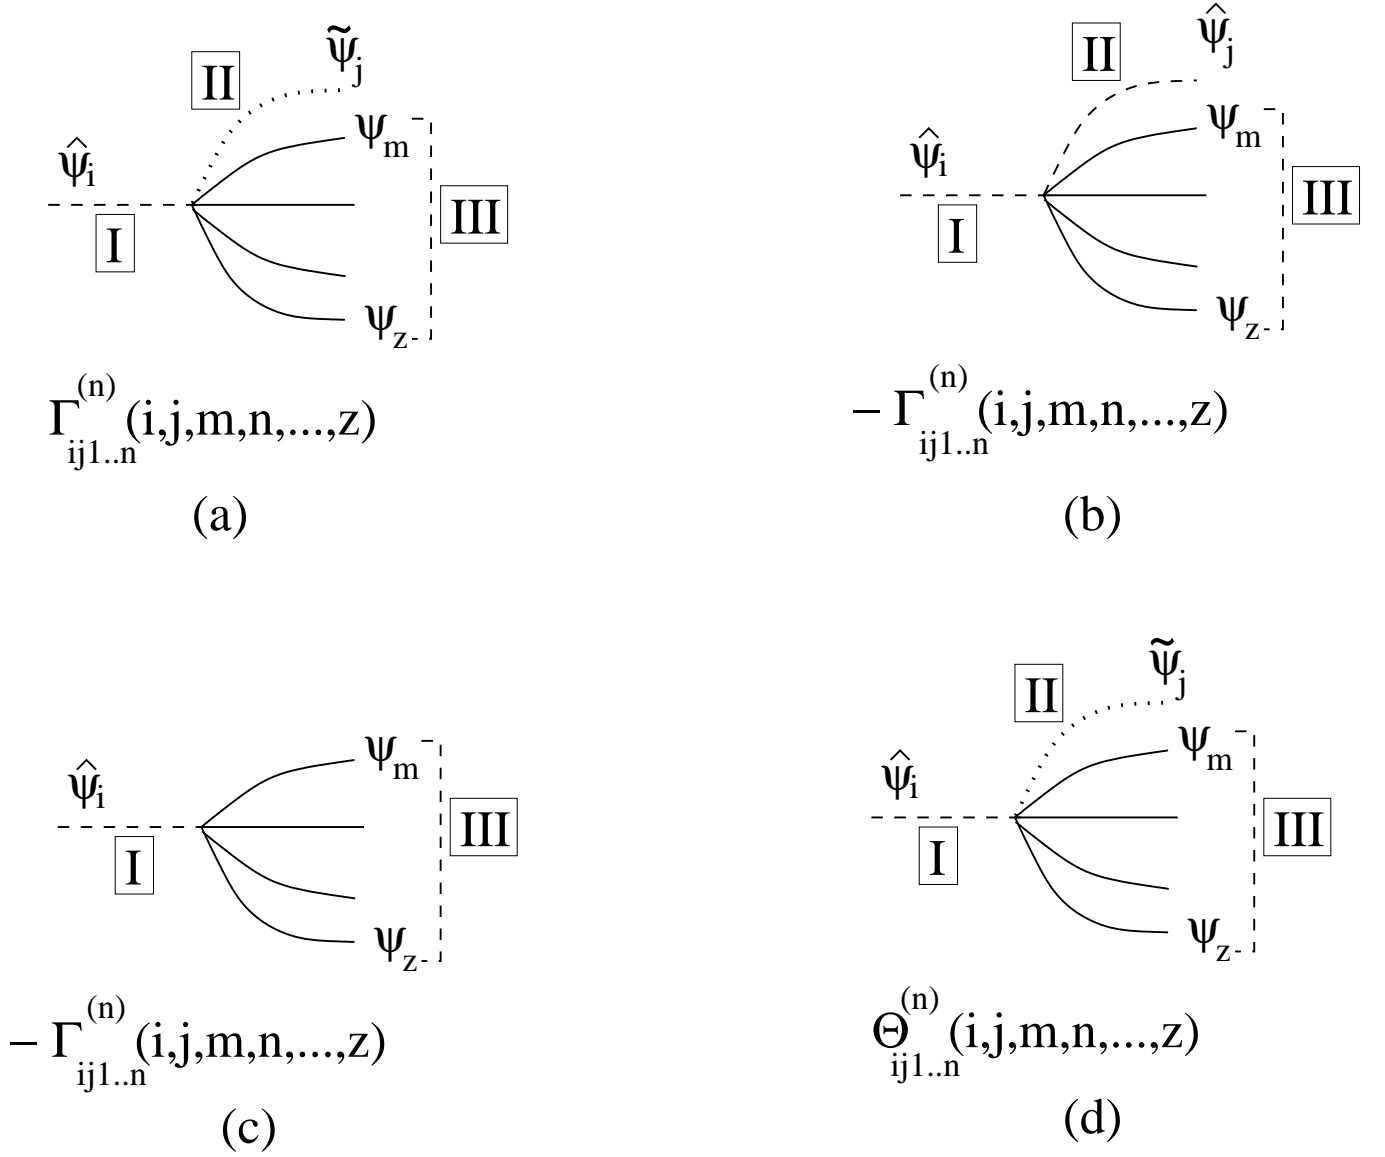 II
ψ̃j
ψm
ψ̂i
I
III
ψz
Γ(n)ij1..n(i,j,m,n,...,z)
(a)
II
ψ̂j
ψm
ψ̂i
I
III
ψz
− Γ(n)ij1..n(i,j,m,n,...,z)
(b)
ψm
ψ̂i
I
III
ψz
− Γ(n)ij1..n(i,j,m,n,...,z)
(c)
II
ψ̃j
ψm
ψ̂i
I
III
ψz
Θ(n)ij1..n(i,j,m,n,...,z)
(d)